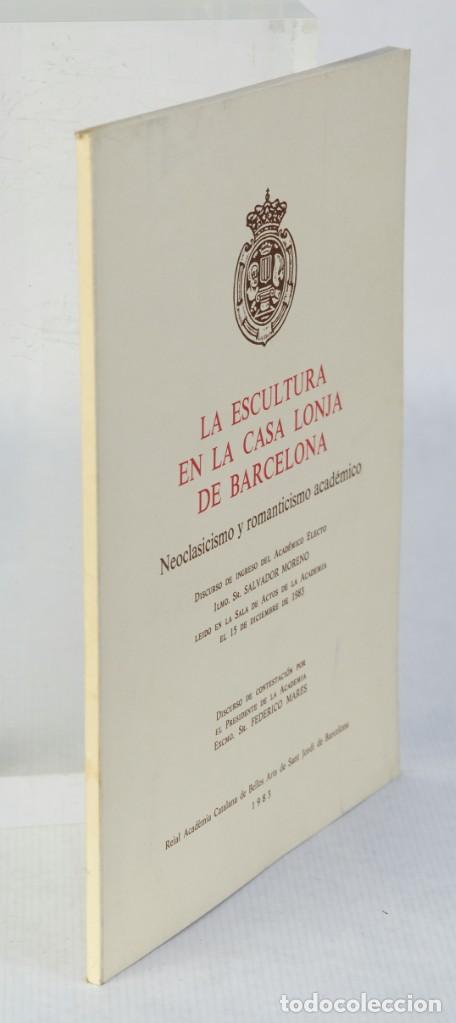 LA ESCULTURA
EN LA CASA LONJA
DE BARCELONA
Neoclasicismo y romanticismo académico
DISCURSO DE INGRESO DEL ACADÉMICO ELECTO
ILMO. SR. SALVADOR MORENO
LEIDO EN LA SALA DE ACTOS DE LA ACADEMIA
EL 15 DE DICIEMBRE DE 1983
DISCURSO DE CONTESTACIÓN POR
EL PRESIDENTE DE LA ACADEMIA
EXCMO. SR. FEDERICO MARES
Reial Acadèmia Catalana de Belles Arts de Sant Jordi de Barcelona
1983
todocoleccion